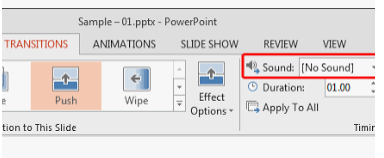 Sample – 01.pptx - PowerPoint
TRANSITIONS ANIMATIONS SLIDE SHOW REVIEW VIEW
Sound: [No Sound]
Push Wipe Effect Options
Duration: 01.00
Apply To All
tion to This Slide Timin